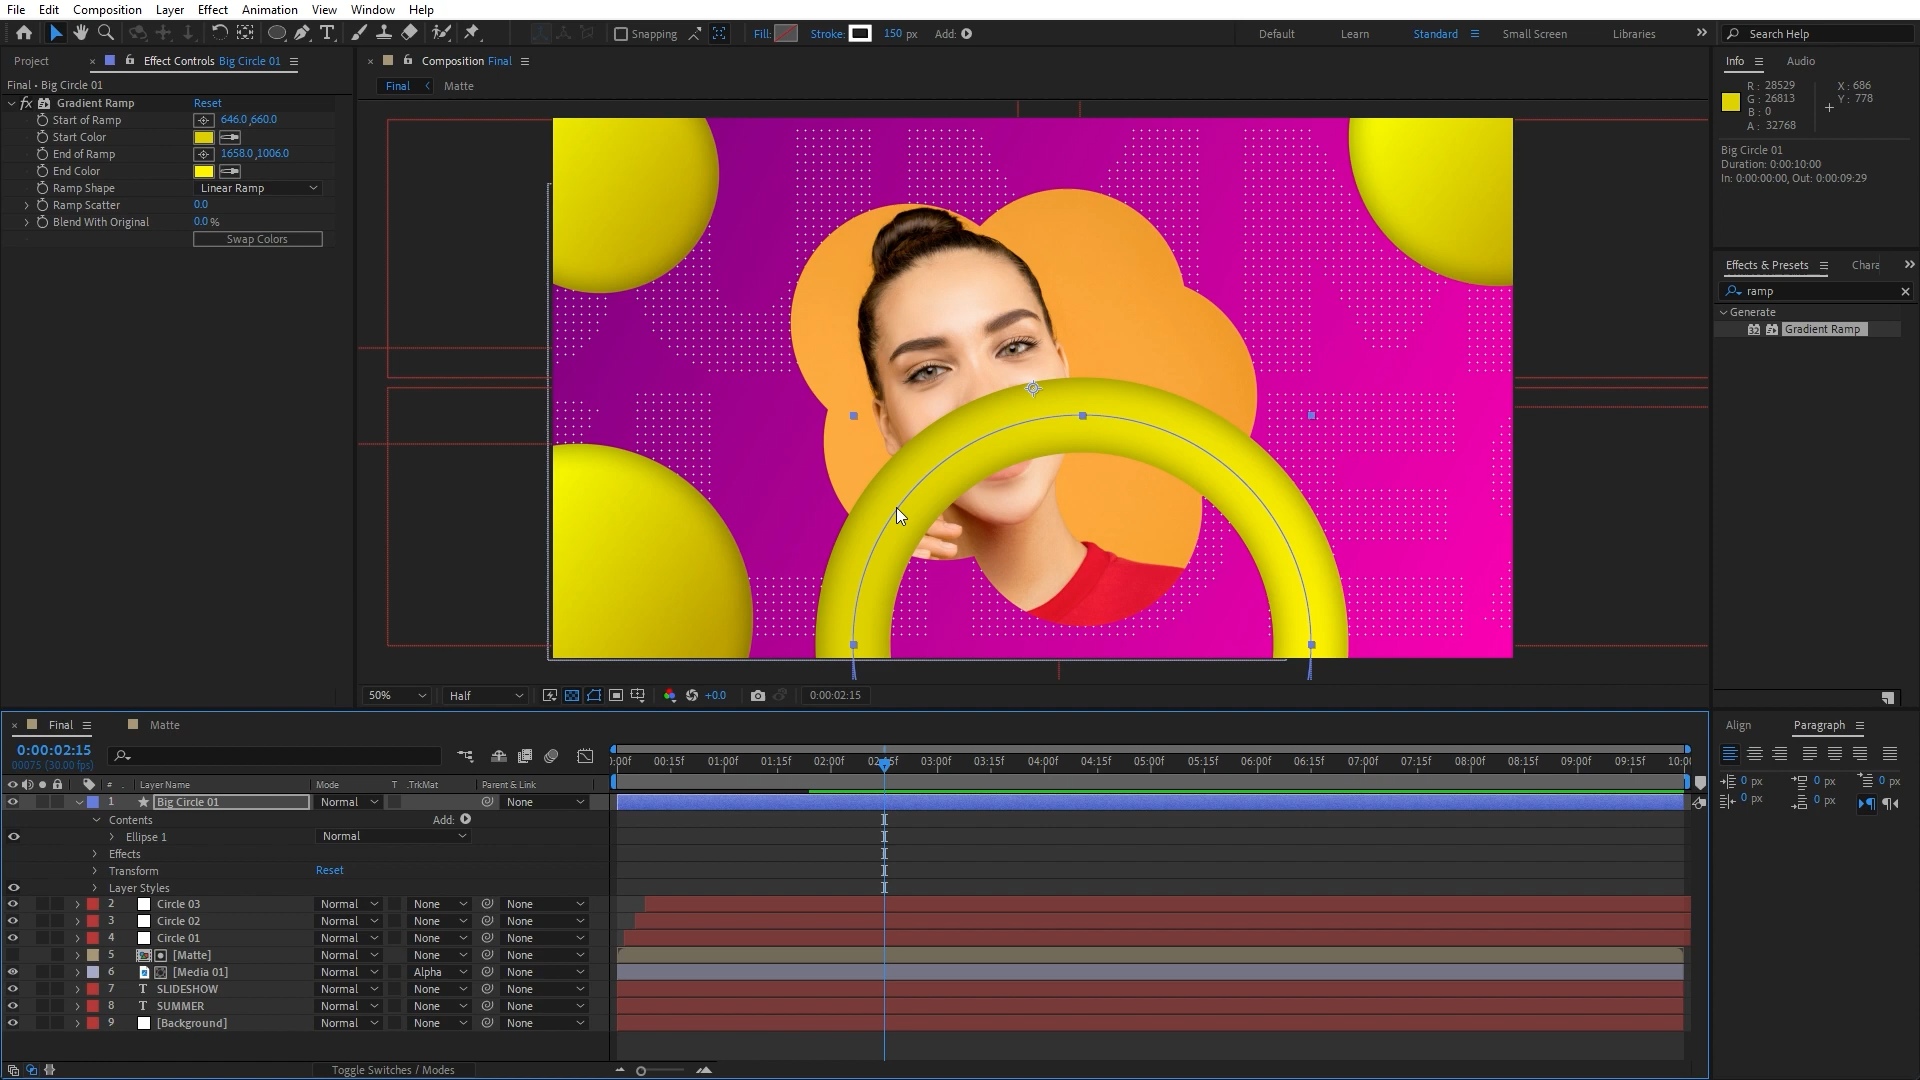 File Edit Composition Layer Effect Animation View Window Help
Snapping Fill: Stroke: 150 px Add: Default Learn Standard Small Screen Libraries Search Help
Project Effect Controls Big Circle 01
Final • Big Circle 01
fx Gradient Ramp Reset
Start of Ramp 646.0,660.0
Start Color
End of Ramp 1658.0,1006.0
End Color
Ramp Shape Linear Ramp
Ramp Scatter 0.0
Blend With Original 0.0 %
Swap Colors
Composition Final
Final Matte
50% Half +0.0 0:00:02:15
Info Audio
R: 28529 X: 686
G: 26813 Y: 778
B: 0
A: 32768
Big Circle 01
Duration: 0:00:10:00
In: 0:00:00:00, Out: 0:00:09:29
Effects & Presets Chara
ramp
Generate
32 Gradient Ramp
Align Paragraph
0 px 0 px 0 px
0 px 0 px
Final Matte
0:00:02:15
00075 (30.00 fps)
# Layer Name Mode T .TrkMat Parent & Link
0:00f 00:15f 01:00f 01:15f 02:00f 02:15f 03:00f 03:15f 04:00f 04:15f 05:00f 05:15f 06:00f 06:15f 07:00f 07:15f 08:00f 08:15f 09:00f 09:15f 10:0
1 Big Circle 01 Normal None
Contents Add:
Ellipse 1 Normal
Effects
Transform Reset
Layer Styles
2 Circle 03 Normal None None
3 Circle 02 Normal None None
4 Circle 01 Normal None None
5 [Matte] Normal None None
6 [Media 01] Normal Alpha None
7 T SLIDESHOW Normal None None
8 T SUMMER Normal None None
9 [Background] Normal None None
Toggle Switches / Modes